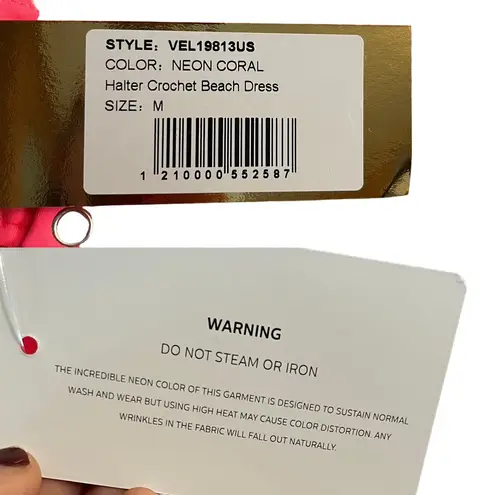 STYLE: VEL19813US
COLOR: NEON CORAL
Halter Crochet Beach Dress
SIZE: M
1 210000 552587
WARNING
DO NOT STEAM OR IRON
THE INCREDIBLE NEON COLOR OF THIS GARMENT IS DESIGNED TO SUSTAIN NORMAL
WASH AND WEAR BUT USING HIGH HEAT MAY CAUSE COLOR DISTORTION. ANY
WRINKLES IN THE FABRIC WILL FALL OUT NATURALLY.